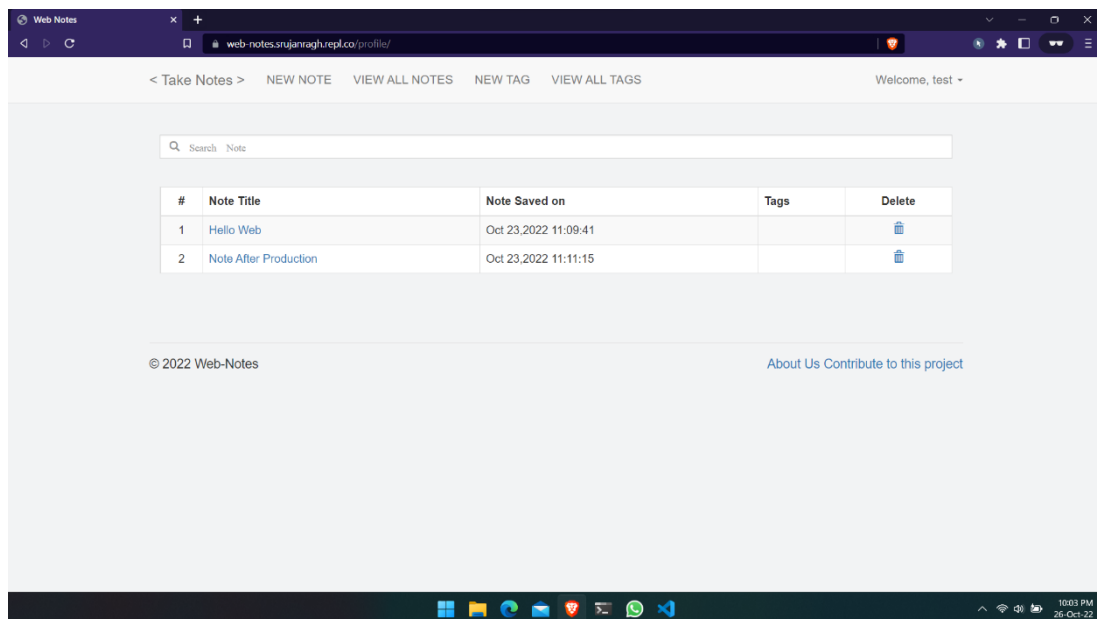 Web Notes
web-notes.srujanragh.repl.co/profile/
< Take Notes > NEW NOTE VIEW ALL NOTES NEW TAG VIEW ALL TAGS Welcome, test
Search Note
# Note Title Note Saved on Tags Delete
1 Hello Web Oct 23,2022 11:09:41
2 Note After Production Oct 23,2022 11:11:15
© 2022 Web-Notes About Us Contribute to this project
10:03 PM
26-Oct-22